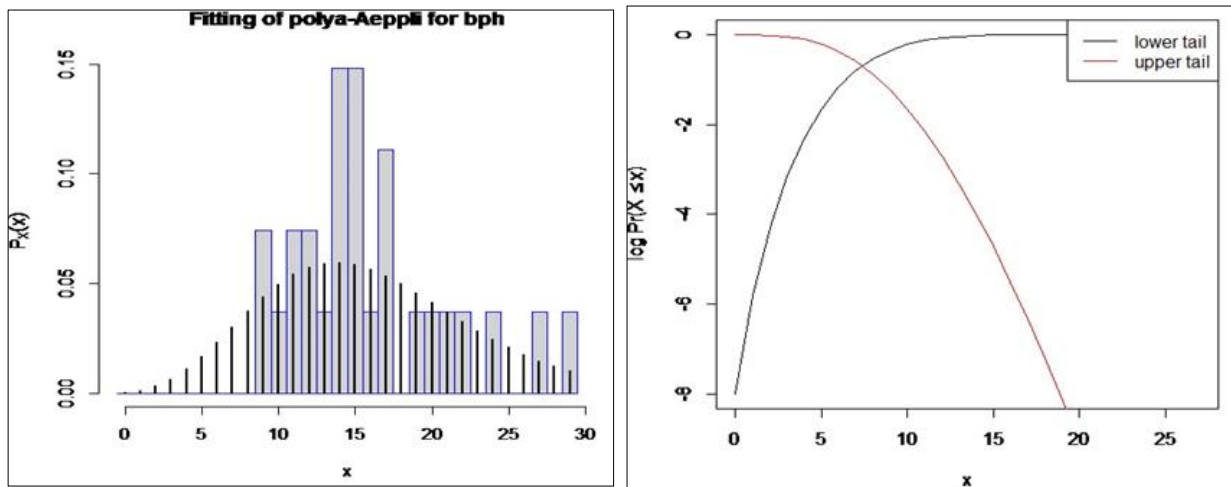 Fitting of polya-Aeppli for bph
0.15
0.10
0.05
0.00
P_X(x)
0 5 10 15 20 25 30
x
lower tail
upper tail
0
-2
-4
-6
-8
log Pr(X ≤x)
0 5 10 15 20 25
x